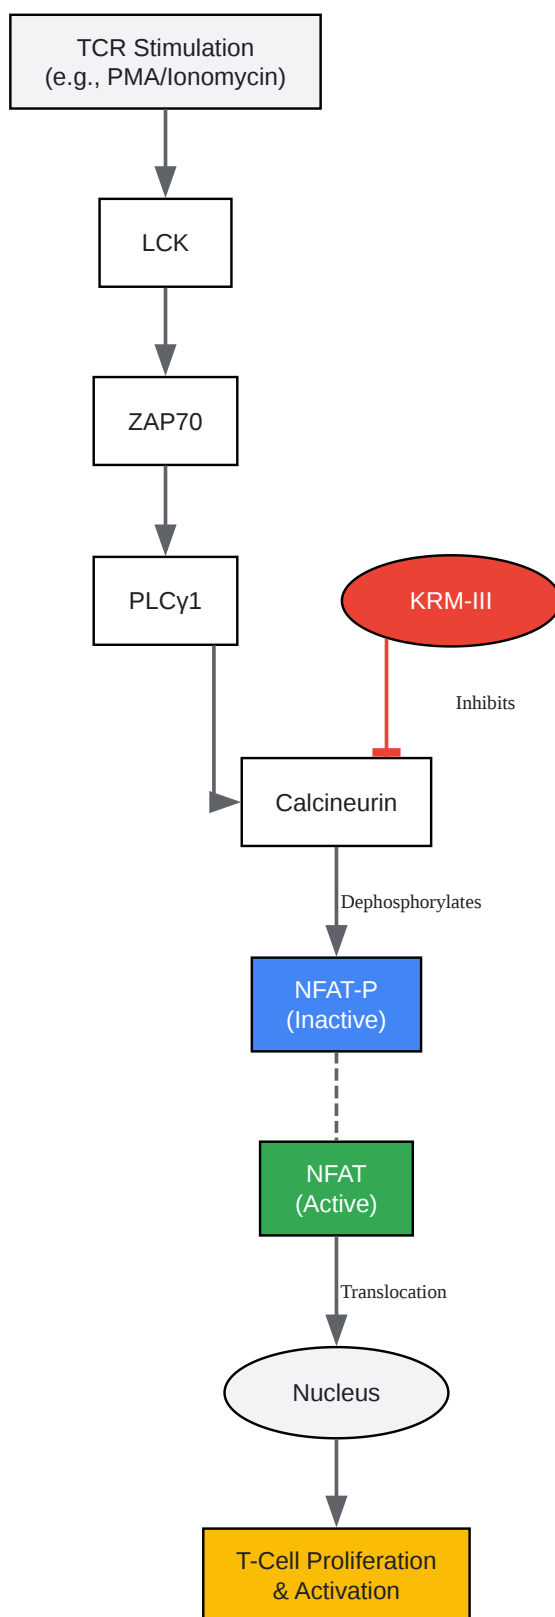 TCR Stimulation
(e.g., PMA/Ionomycin)
LCK
ZAP70
PLCγ1
KRM-III
Inhibits
Calcineurin
Dephosphorylates
NFAT-P
(Inactive)
NFAT
(Active)
Translocation
Nucleus
T-Cell Proliferation
& Activation